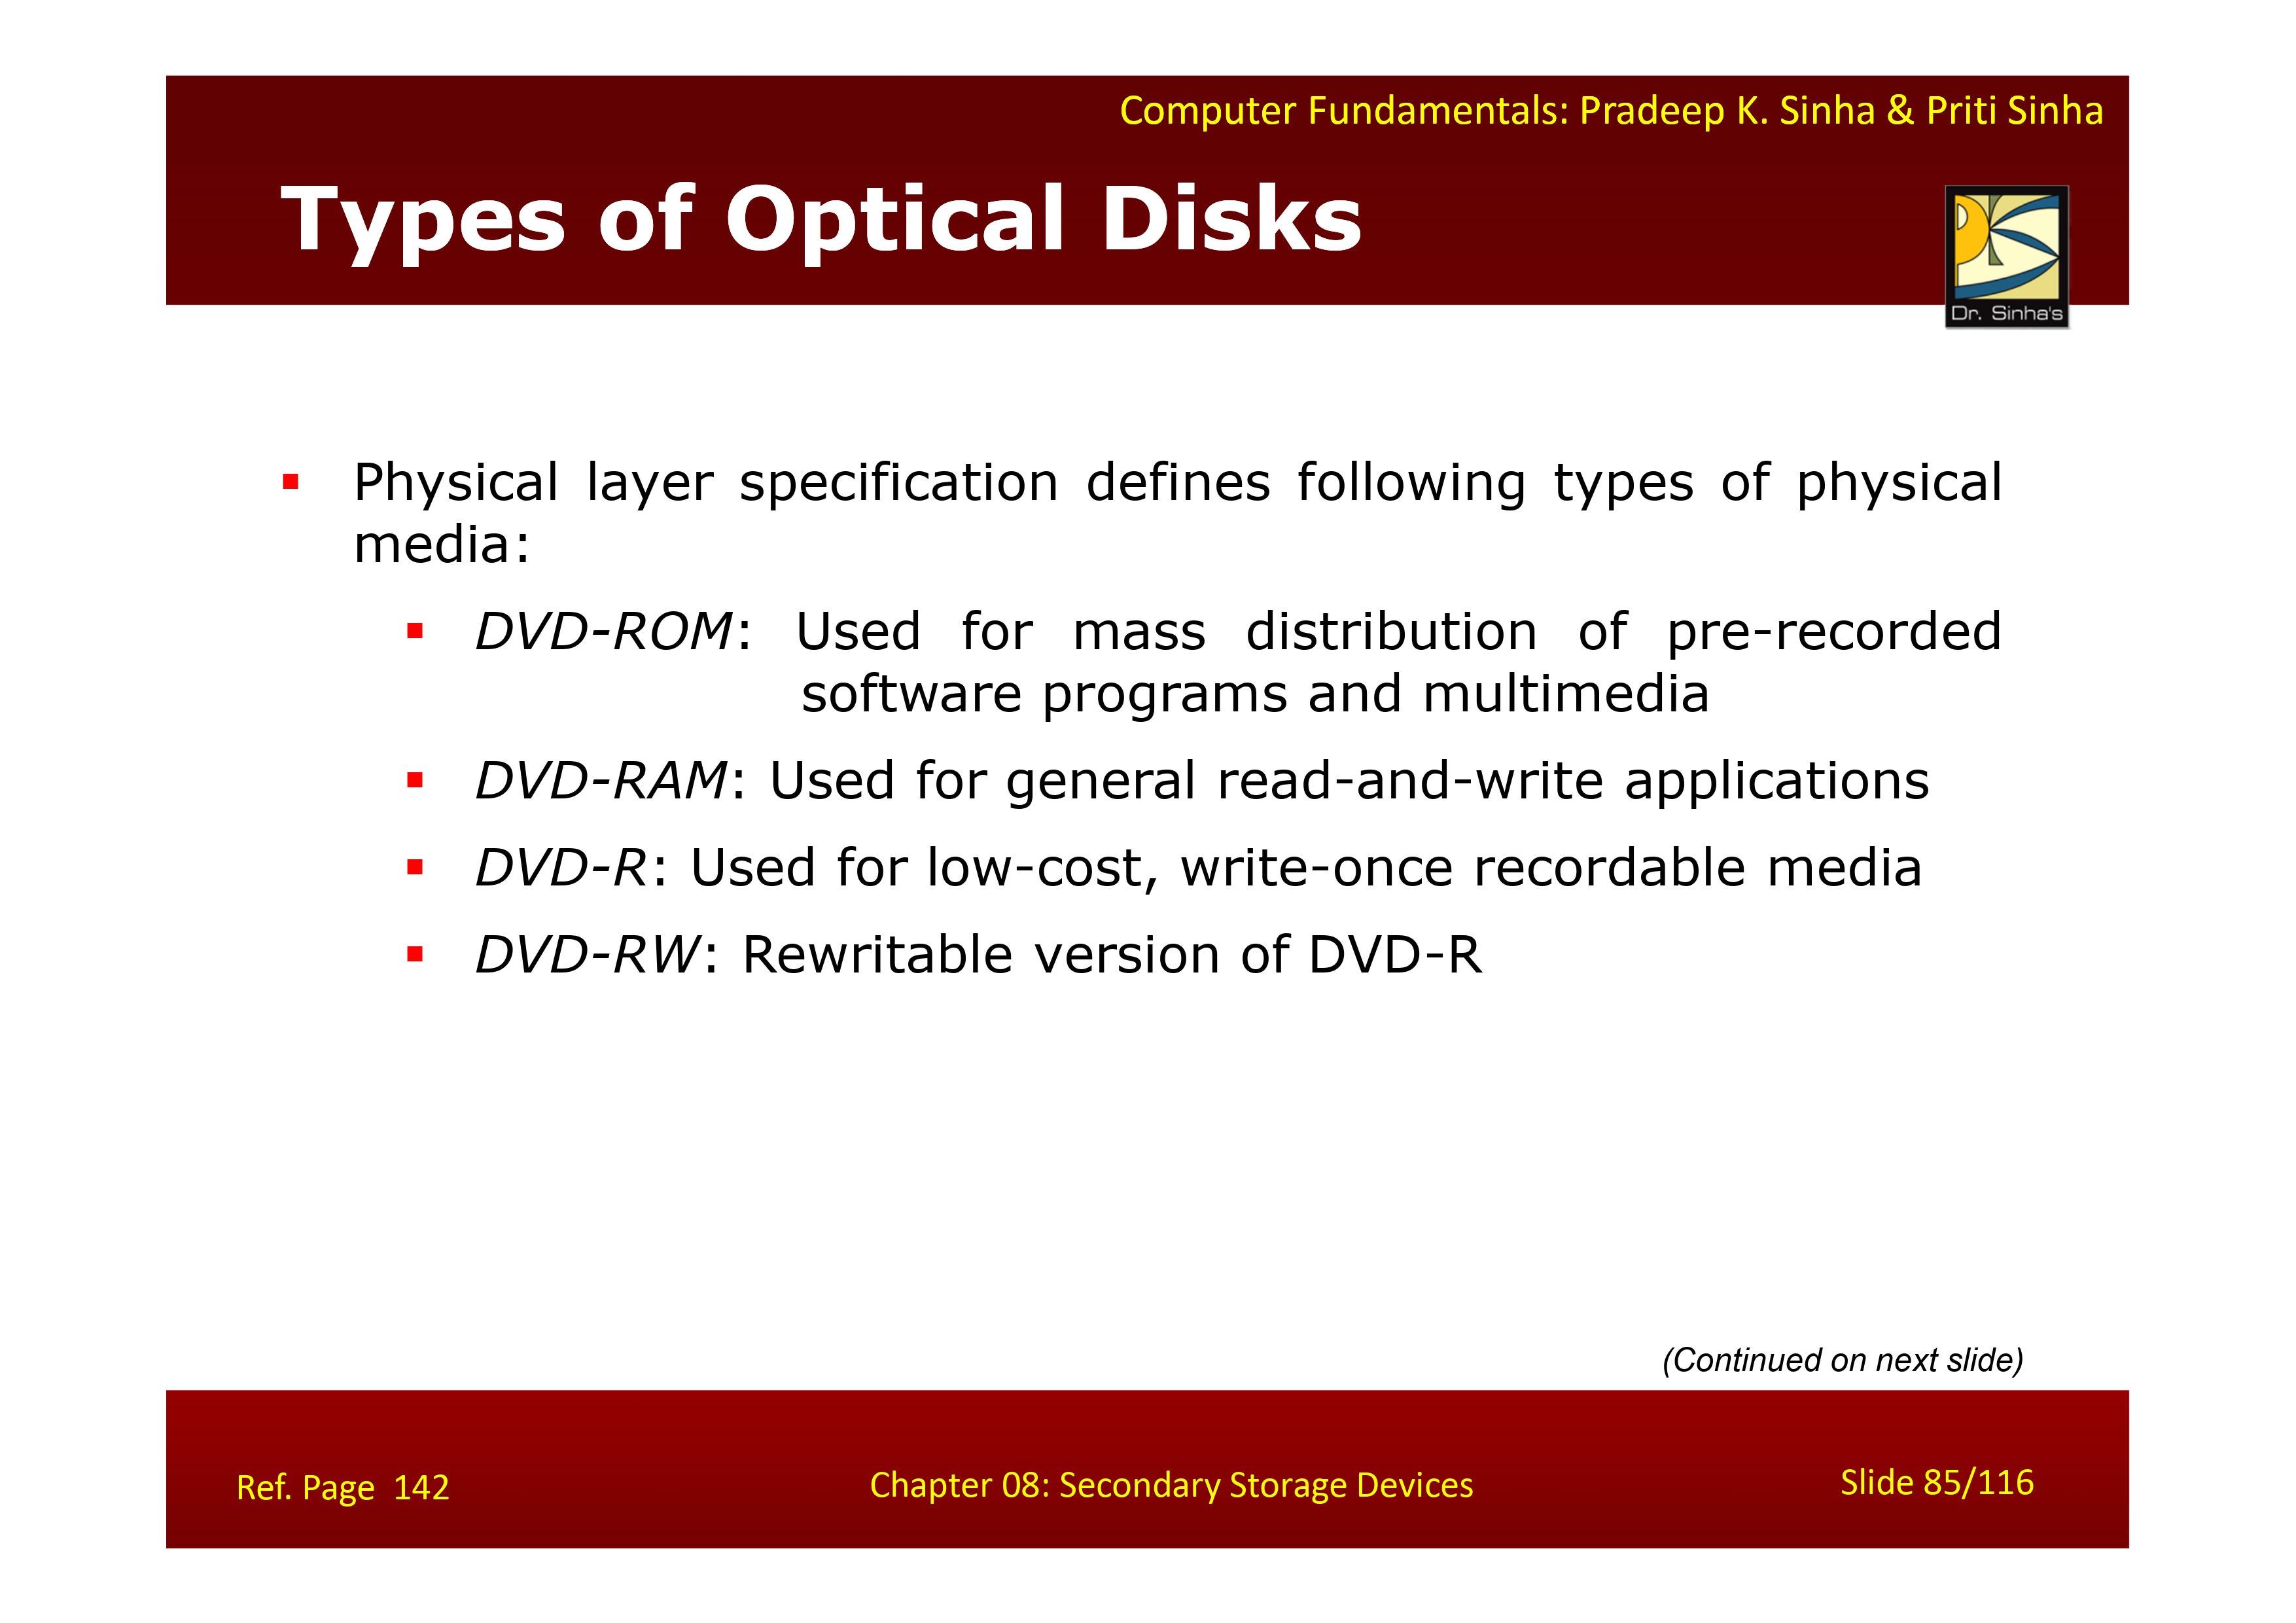 Computer Fundamentals: Pradeep K. Sinha & Priti Sinha
Types of Optical Disks
Dr. Sinha's
Physical layer specification defines following types of physical
media:
DVD-ROM: Used for mass distribution of pre-recorded
software programs and multimedia
DVD-RAM: Used for general read-and-write applications
DVD-R: Used for low-cost, write-once recordable media
DVD-RW: Rewritable version of DVD-R
(Continued on next slide)
Ref. Page 142
Chapter 08: Secondary Storage Devices
Slide 85/116